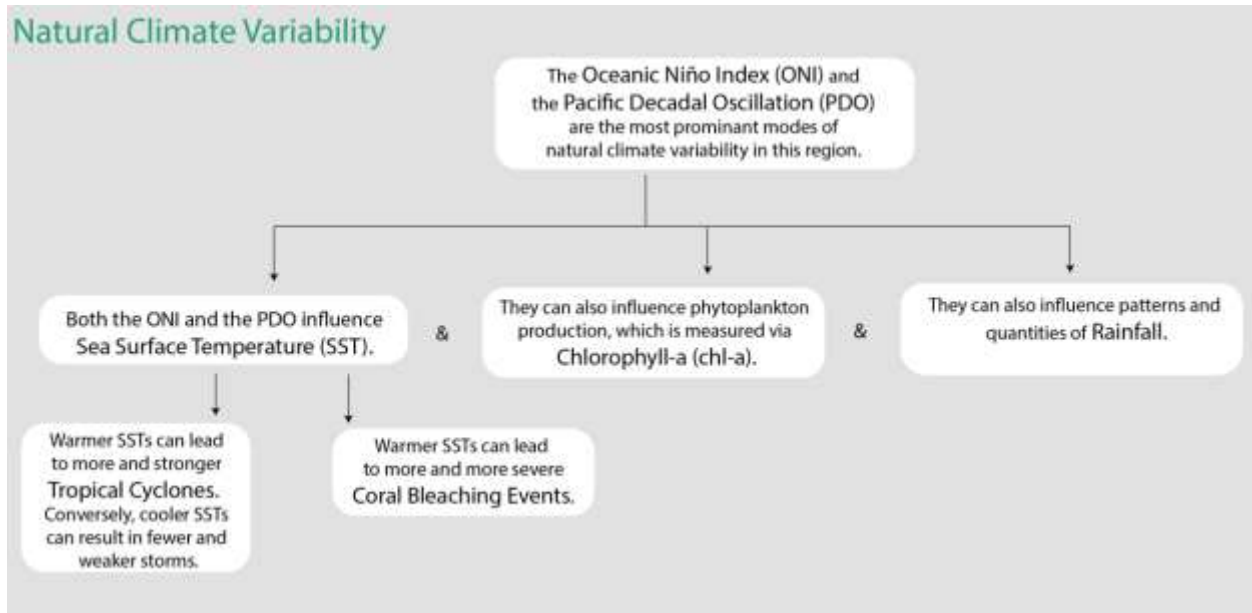 Natural Climate Variability
The Oceanic Niño Index (ONI) and
the Pacific Decadal Oscillation (PDO)
are the most prominant modes of
natural climate variability in this region.
Both the ONI and the PDO influence
Sea Surface Temperature (SST).
&
They can also influence phytoplankton
production, which is measured via
Chlorophyll-a (chl-a).
&
They can also influence patterns and
quantities of Rainfall.
Warmer SSTs can lead
to more and stronger
Tropical Cyclones.
Conversely, cooler SSTs
can result in fewer and
weaker storms.
Warmer SSTs can lead
to more and more severe
Coral Bleaching Events.